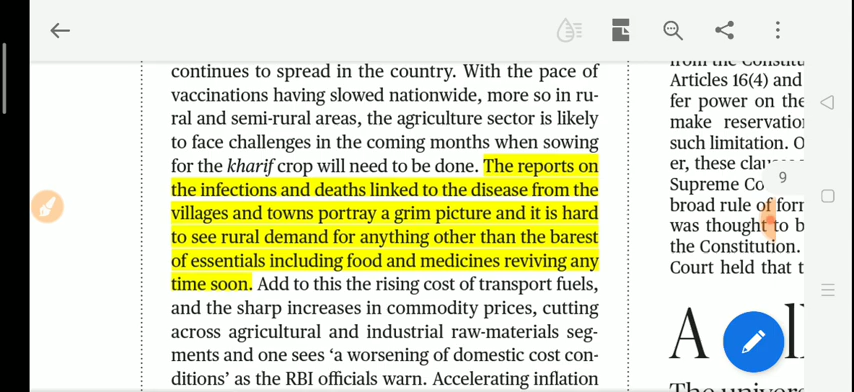 continues to spread in the country. With the pace of
vaccinations having slowed nationwide, more so in ru-
ral and semi-rural areas, the agriculture sector is likely
to face challenges in the coming months when sowing
for the kharif crop will need to be done. The reports on
the infections and deaths linked to the disease from the
villages and towns portray a grim picture and it is hard
to see rural demand for anything other than the barest
of essentials including food and medicines reviving any
time soon. Add to this the rising cost of transport fuels,
and the sharp increases in commodity prices, cutting
across agricultural and industrial raw-materials seg-
ments and one sees ‘a worsening of domestic cost con-
ditions’ as the RBI officials warn. Accelerating inflation
from the
Articles 16(4) and
fer power on the
make reservatio
such limitation. O
er, these clau
Supreme Co
broad rule of for
was thought to b
the Constitution.
Court held that t
A
The univer
9